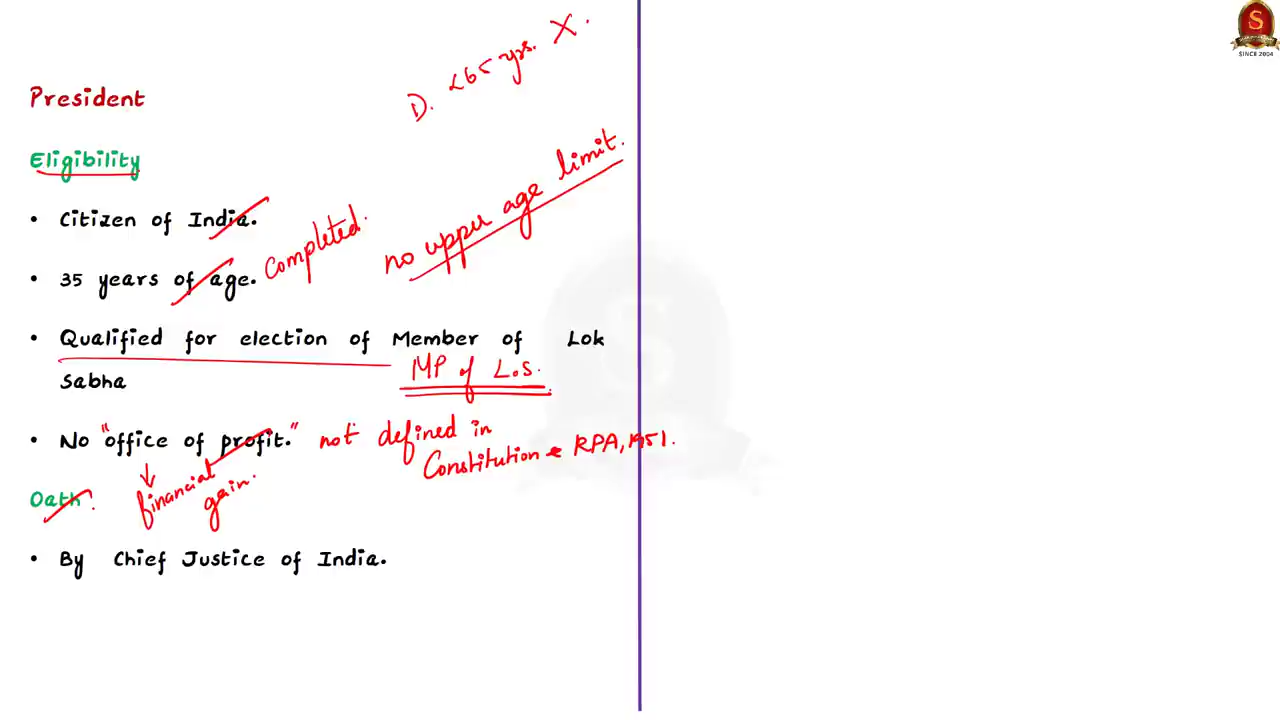 D. <65 yrs. X.
S
SINCE 2004
President
Eligibility
no upper age limit.
• Citizen of India.
• 35 years of age. Completed.
• Qualified for election of Member of Lok
Sabha
MP of L.S.
• No "office of profit." not defined in
Constitution & RPA, 1951.
financial
gain.
Oath
• By Chief Justice of India.